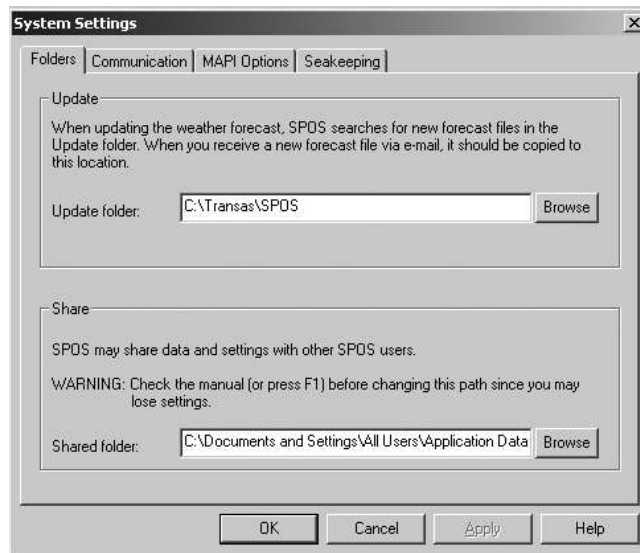 System Settings
Folders Communication MAPI Options Seakeeping
Update
When updating the weather forecast, SPOS searches for new forecast files in the
Update folder. When you receive a new forecast file via e-mail, it should be copied to
this location.
Update folder: C:\Transas\SPOS Browse
Share
SPOS may share data and settings with other SPOS users.
WARNING: Check the manual (or press F1) before changing this path since you may
lose settings.
Shared folder: C:\Documents and Settings\All Users\Application Data Browse
OK Cancel Apply Help